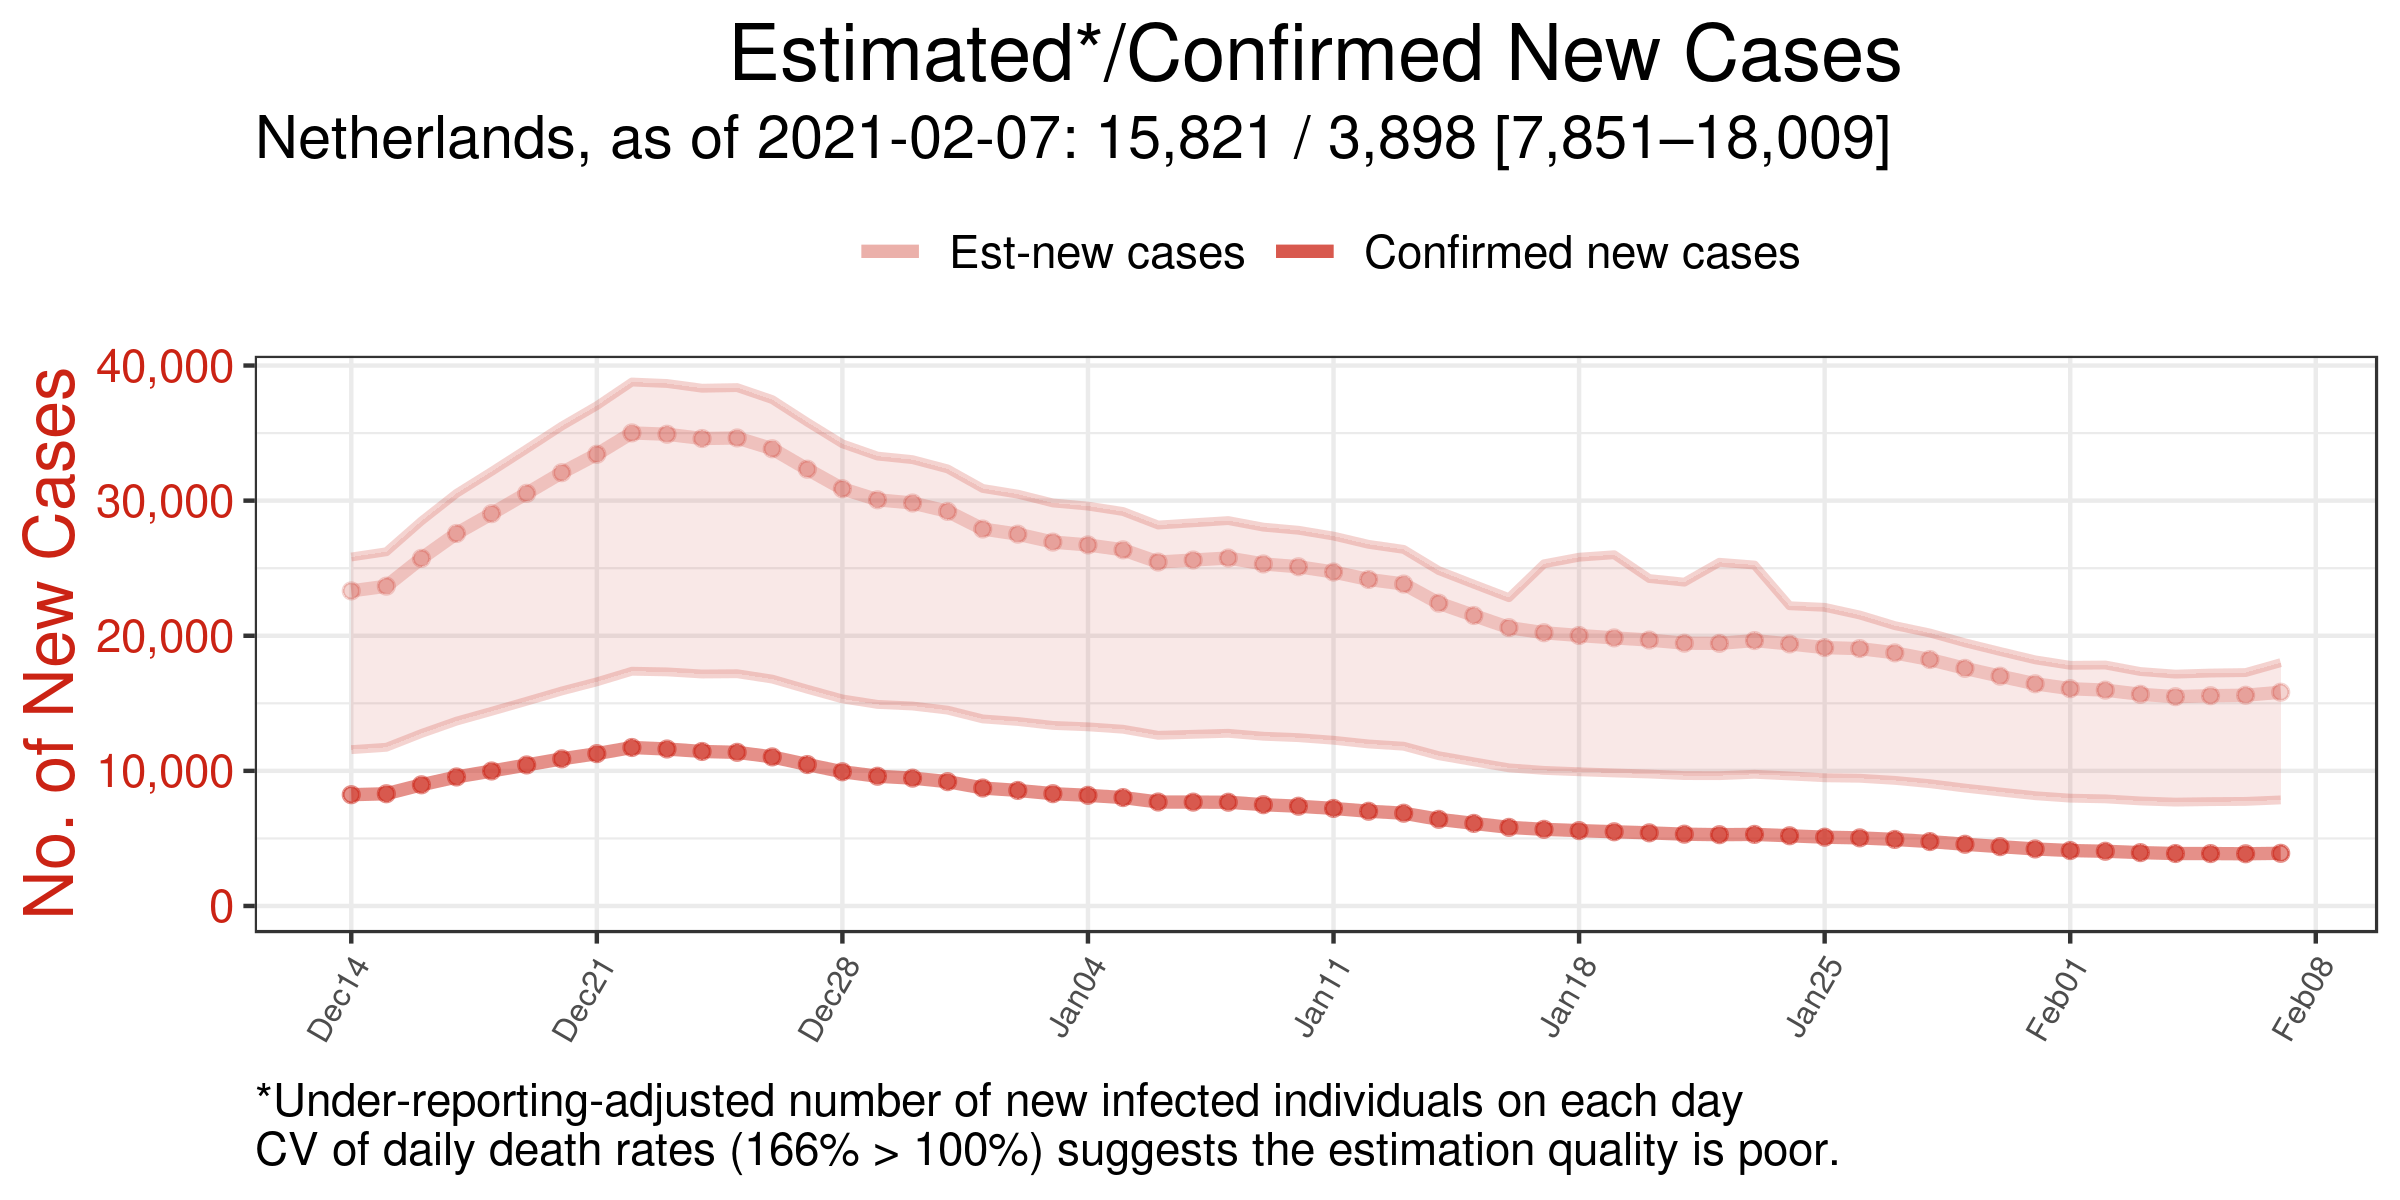 Estimated*/Confirmed New Cases
Netherlands, as of 2021-02-07: 15,821 / 3,898 [7,851–18,009]
Est-new cases
Confirmed new cases
No. of New Cases
40,000
30,000
20,000
10,000
0
Dec14
Dec21
Dec28
Jan04
Jan11
Jan18
Jan25
Feb01
Feb08
*Under-reporting-adjusted number of new infected individuals on each day
CV of daily death rates (166% > 100%) suggests the estimation quality is poor.